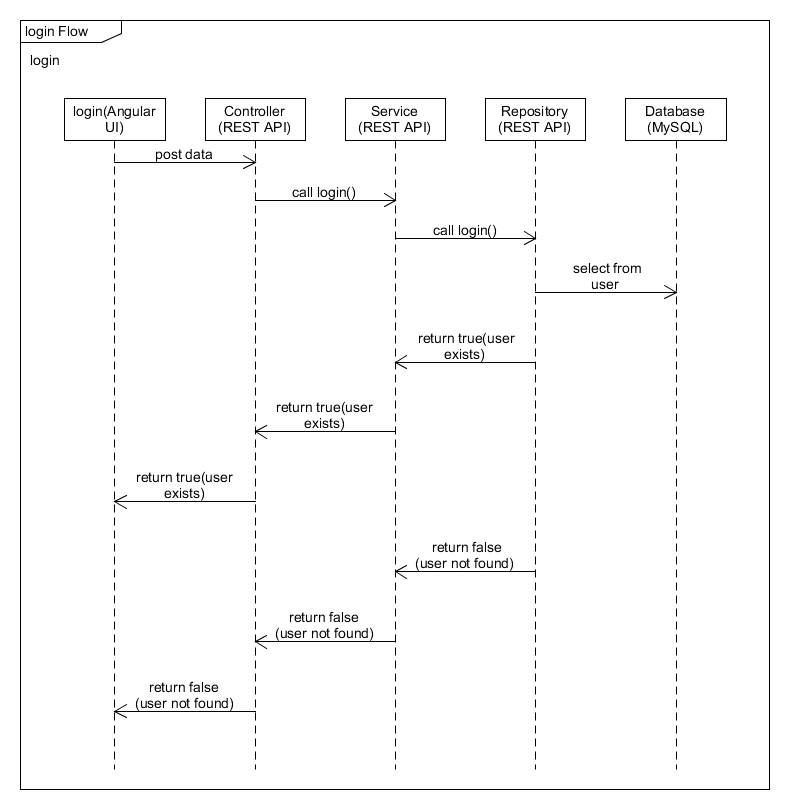 login Flow
login
login(Angular
UI)
Controller
(REST API)
Service
(REST API)
Repository
(REST API)
Database
(MySQL)
post data
call login()
call login()
select from
user
return true(user
exists)
return true(user
exists)
return true(user
exists)
return false
(user not found)
return false
(user not found)
return false
(user not found)